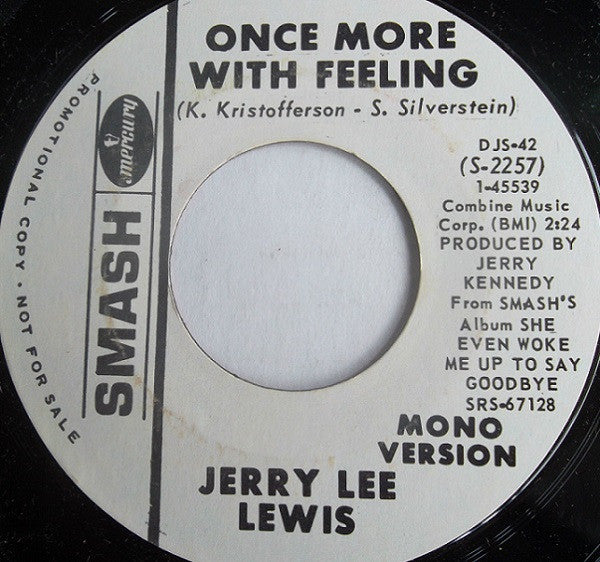 ONCE MORE
WITH FEELING
(K. Kristofferson - S. Silverstein)
PROMOTIONAL COPY • NOT FOR SALE
SMASH
mercury
DJS-42
(S-2257)
1-45539
Combine Music
Corp. (BMI) 2:24
PRODUCED BY
JERRY
KENNEDY
From SMASH'S
Album SHE
EVEN WOKE
ME UP TO SAY
GOODBYE
SRS-67128
MONO
VERSION
JERRY LEE
LEWIS